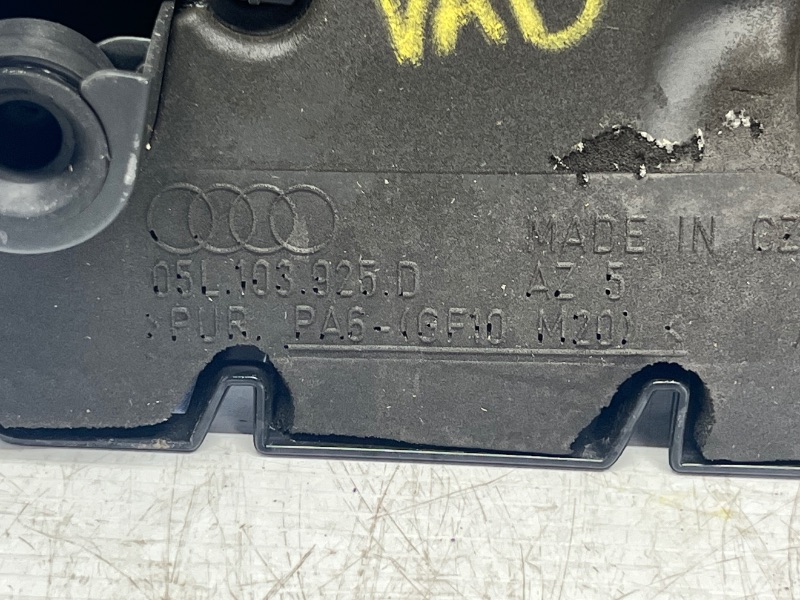 VAG
MADE IN CZ
05L.103.925.D AZ 5
>PUR, PA6-(GF10 M20) <